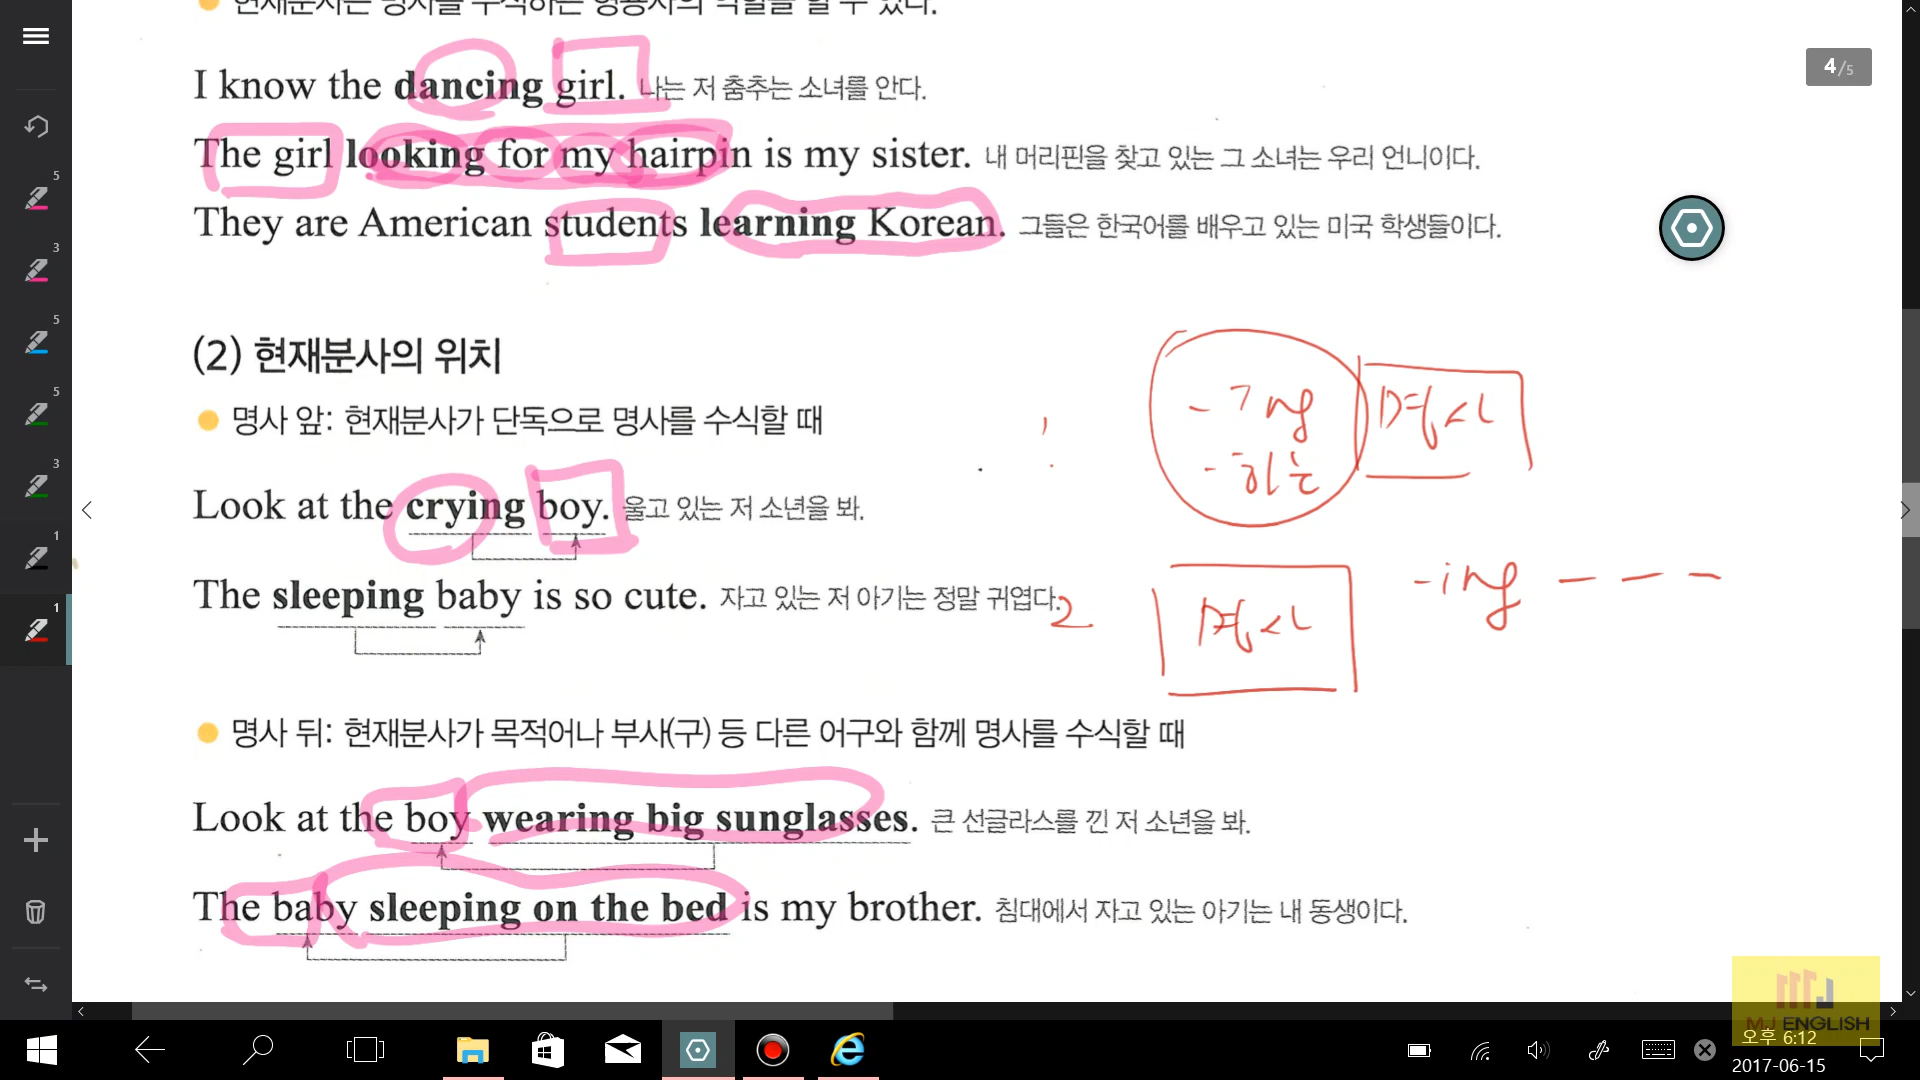 현재분사는 명사를 수식하는 형용사의 역할을 할 수 있다.
4/5
I know the dancing girl. 나는 저 춤추는 소녀를 안다.
The girl looking for my hairpin is my sister. 내 머리핀을 찾고 있는 그 소녀는 우리 언니이다.
They are American students learning Korean. 그들은 한국어를 배우고 있는 미국 학생들이다.
5
3
5
5
3
1
1
(2) 현재분사의 위치
명사 앞: 현재분사가 단독으로 명사를 수식할 때
- ing 명사
- 하는
Look at the crying boy. 울고 있는 저 소년을 봐.
The sleeping baby is so cute. 자고 있는 저 아기는 정말 귀엽다.
2 명사 -ing - - -
명사 뒤: 현재분사가 목적어나 부사(구) 등 다른 어구와 함께 명사를 수식할 때
Look at the boy wearing big sunglasses. 큰 선글라스를 낀 저 소년을 봐.
The baby sleeping on the bed is my brother. 침대에서 자고 있는 아기는 내 동생이다.
MJ ENGLISH
오후 6:12
2017-06-15